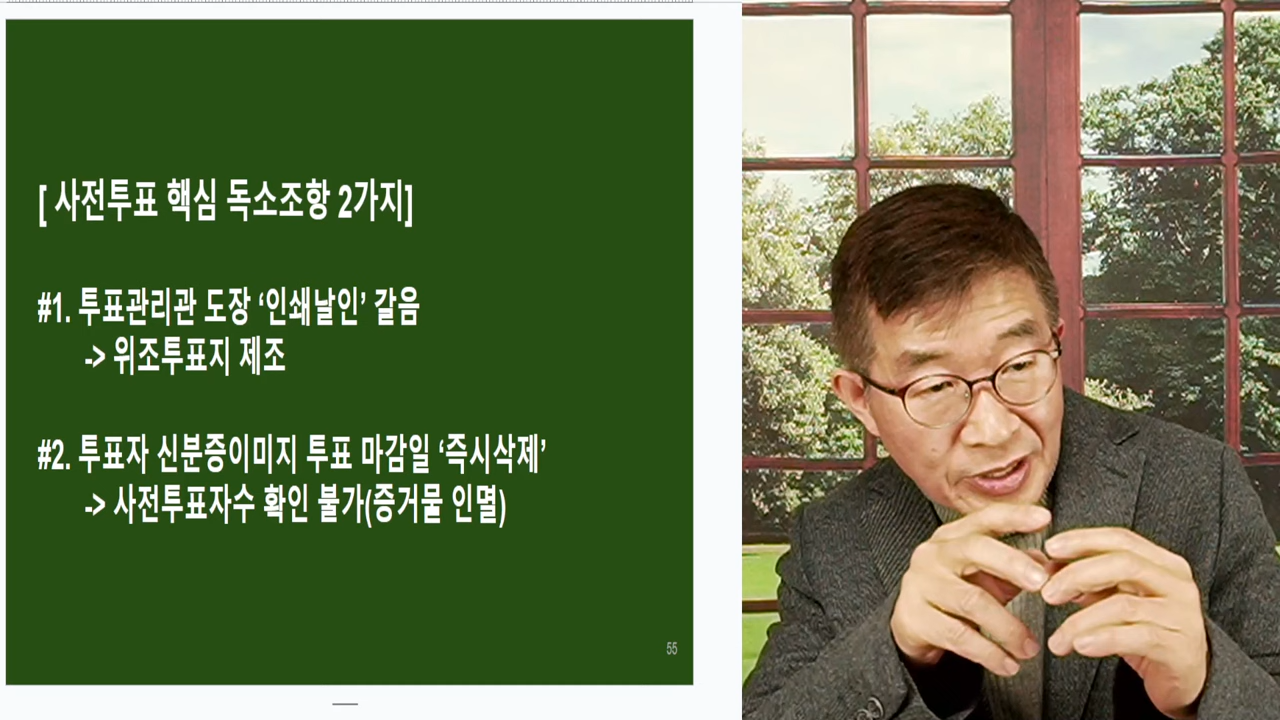 [ 사전투표 핵심 독소조항 2가지]
#1. 투표관리관 도장 ‘인쇄날인’ 갈음
-> 위조투표지 제조
#2. 투표자 신분증이미지 투표 마감일 ‘즉시삭제’
-> 사전투표자수 확인 불가(증거물 인멸)
55